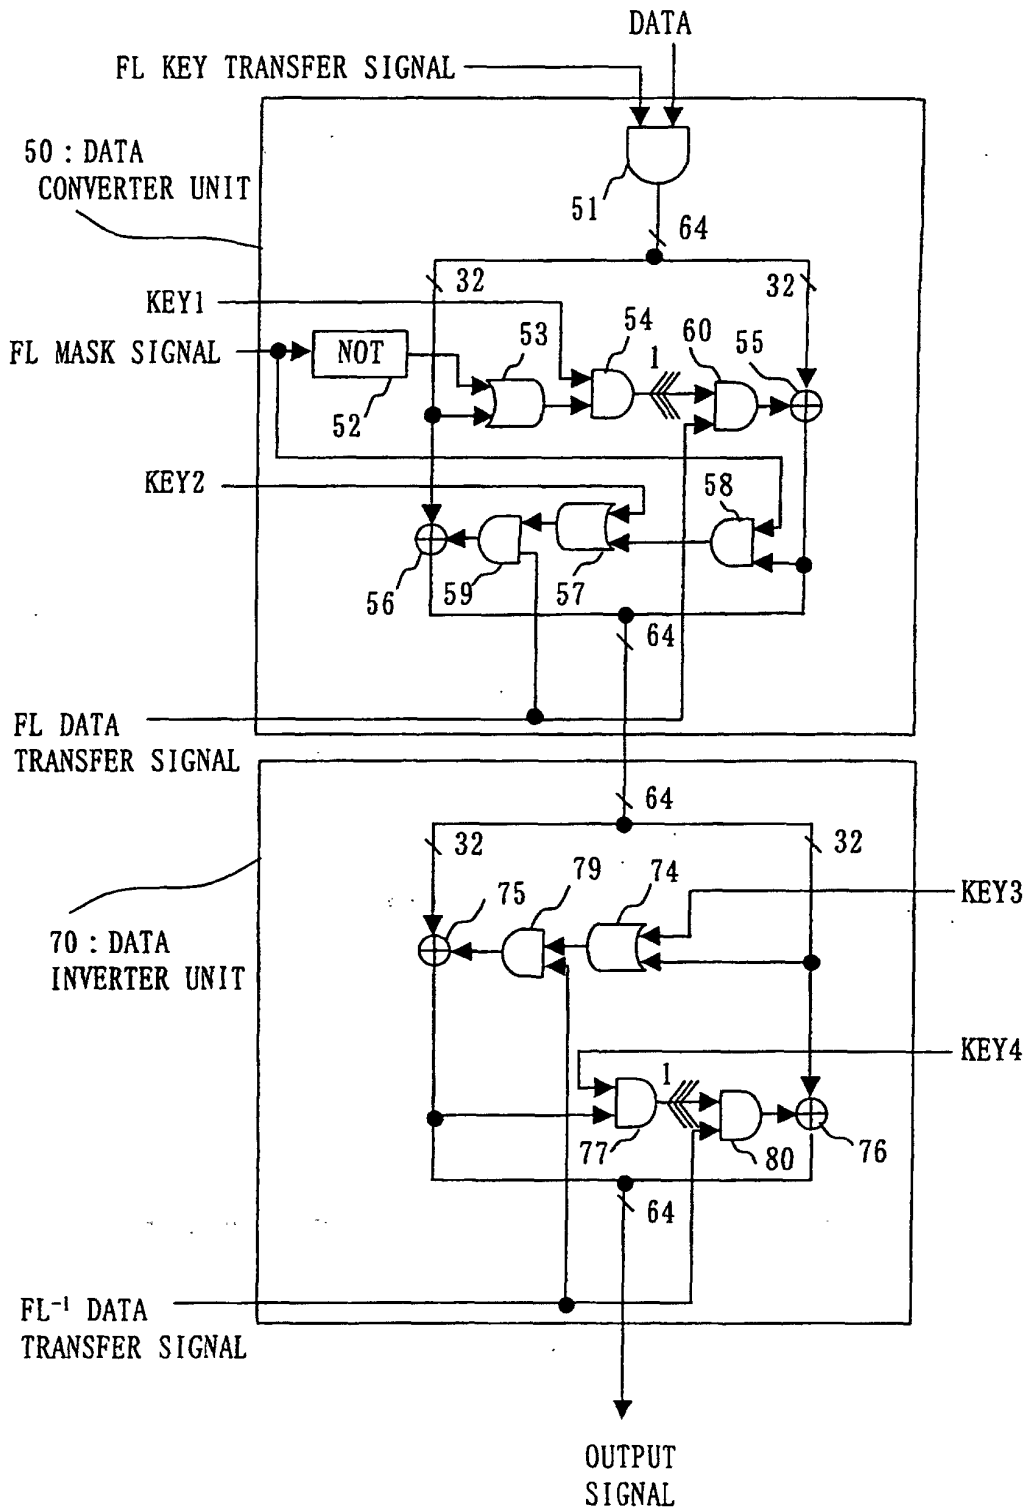 DATA
FL KEY TRANSFER SIGNAL
50 : DATA
CONVERTER UNIT
51
64
32
32
KEY1
FL MASK SIGNAL
NOT
52
53
54
1
60
55
KEY2
58
56
59
57
64
FL DATA
TRANSFER SIGNAL
64
32
32
79
74
75
KEY3
70 : DATA
INVERTER UNIT
KEY4
1
77
80
76
64
FL⁻¹ DATA
TRANSFER SIGNAL
OUTPUT
SIGNAL